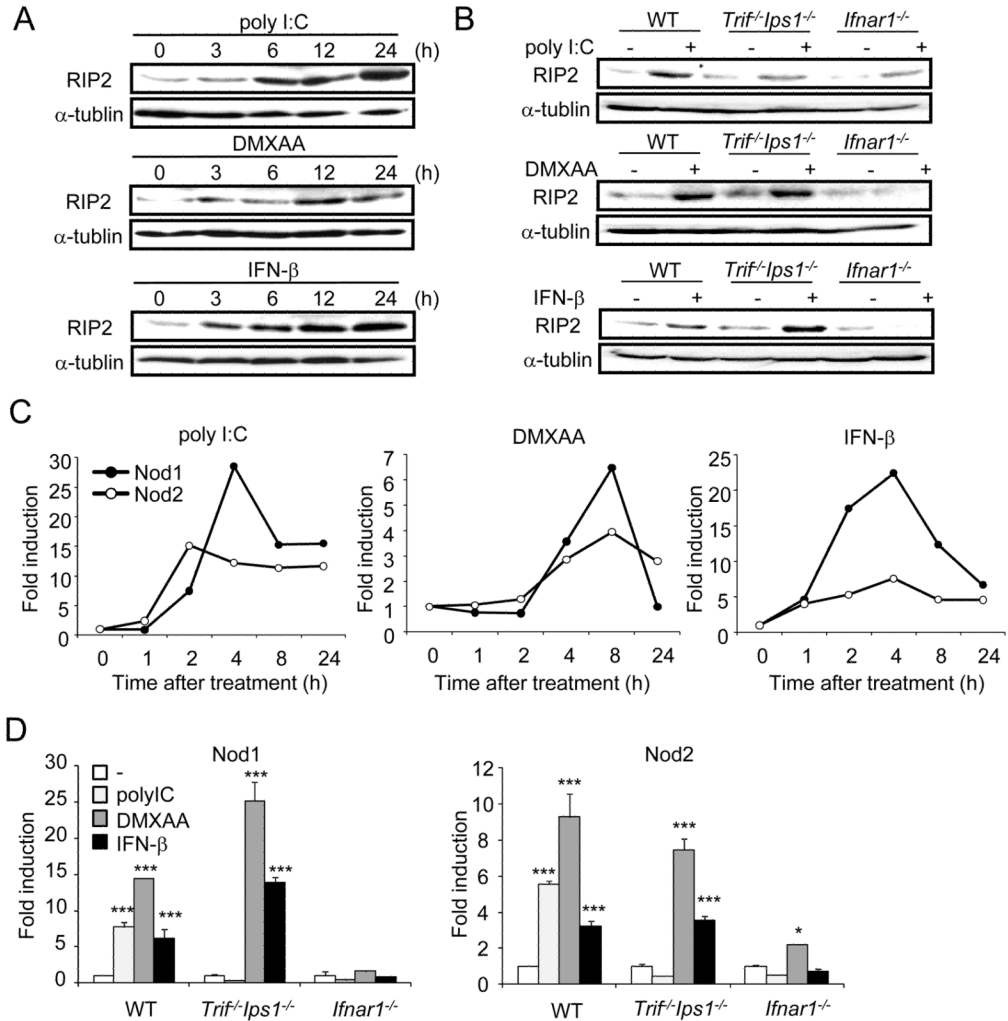 A
poly I:C
0 3 6 12 24 (h)
RIP2
α-tublin
DMXAA
0 3 6 12 24 (h)
RIP2
α-tublin
IFN-β
0 3 6 12 24 (h)
RIP2
α-tublin
B
WT Trif-/-Ips1-/- Ifnar1-/-
poly I:C - + - + - +
RIP2
α-tublin
WT Trif-/-Ips1-/- Ifnar1-/-
DMXAA - + - + - +
RIP2
α-tublin
WT Trif-/-Ips1-/- Ifnar1-/-
IFN-β - + - + - +
RIP2
α-tublin
C
poly I:C
Nod1
Nod2
Fold induction
30
25
20
15
10
5
0
0 1 2 4 8 24
Time after treatment (h)
DMXAA
Fold induction
7
6
5
4
3
2
1
0
0 1 2 4 8 24
Time after treatment (h)
IFN-β
Fold induction
25
20
15
10
5
0
0 1 2 4 8 24
Time after treatment (h)
D
Nod1
-
polyIC
DMXAA
IFN-β
Fold induction
30
25
20
15
10
5
0
*** *** ***
*** ***
WT Trif-/-Ips1-/- Ifnar1-/-
Nod2
Fold induction
12
10
8
6
4
2
0
*** *** ***
*** ***
*
WT Trif-/-Ips1-/- Ifnar1-/-